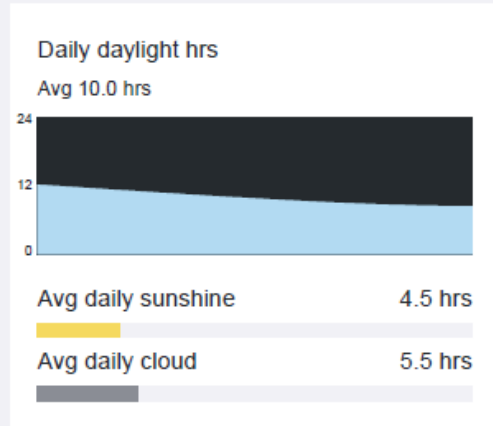 Daily daylight hrs
Avg 10.0 hrs
24
12
0
Avg daily sunshine 4.5 hrs
Avg daily cloud 5.5 hrs